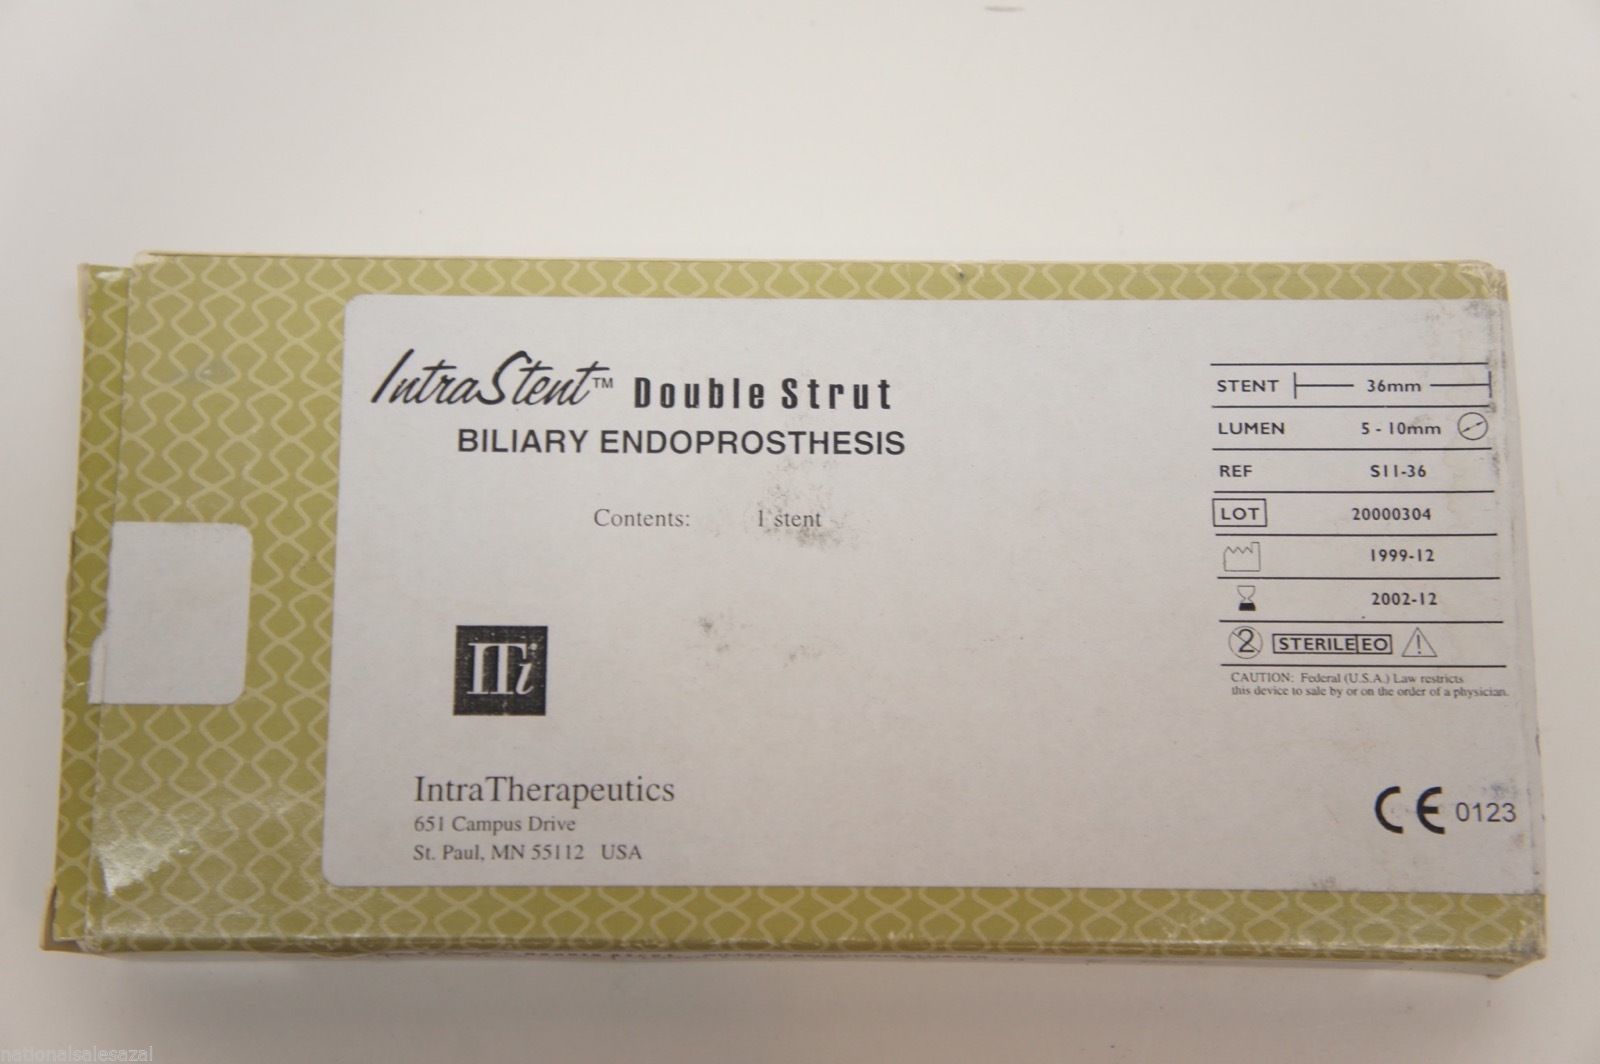 IntraStent™ Double Strut
BILIARY ENDOPROSTHESIS
Contents: 1 stent
ITi
IntraTherapeutics
651 Campus Drive
St. Paul, MN 55112 USA
STENT 36mm
LUMEN 5 - 10mm
REF S11-36
LOT 20000304
1999-12
2002-12
2 STERILE EO
CAUTION: Federal (U.S.A.) Law restricts
this device to sale by or on the order of a physician.
CE 0123
nationalsalesazal